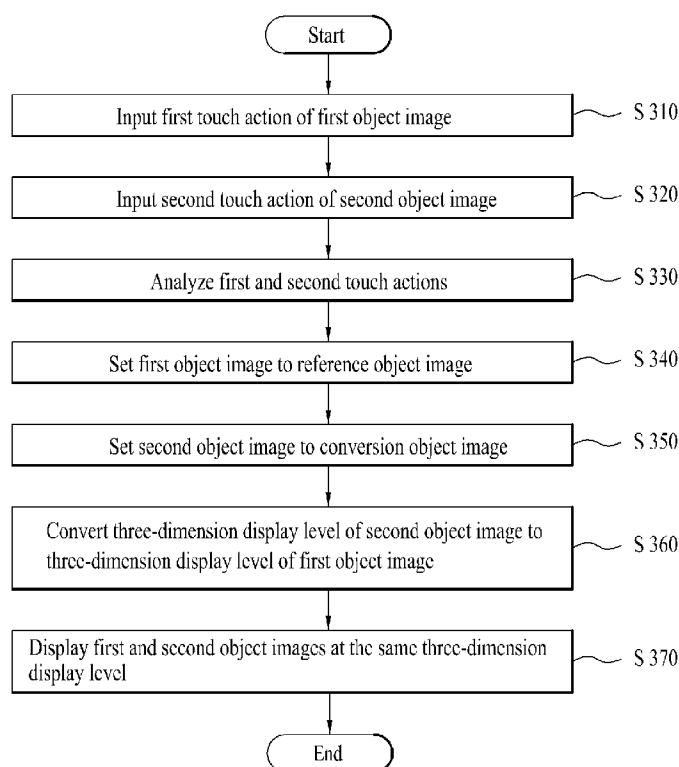 Start
Input first touch action of first object image
S 310
Input second touch action of second object image
S 320
Analyze first and second touch actions
S 330
Set first object image to reference object image
S 340
Set second object image to conversion object image
S 350
Convert three-dimension display level of second object image to
three-dimension display level of first object image
S 360
Display first and second object images at the same three-dimension
display level
S 370
End